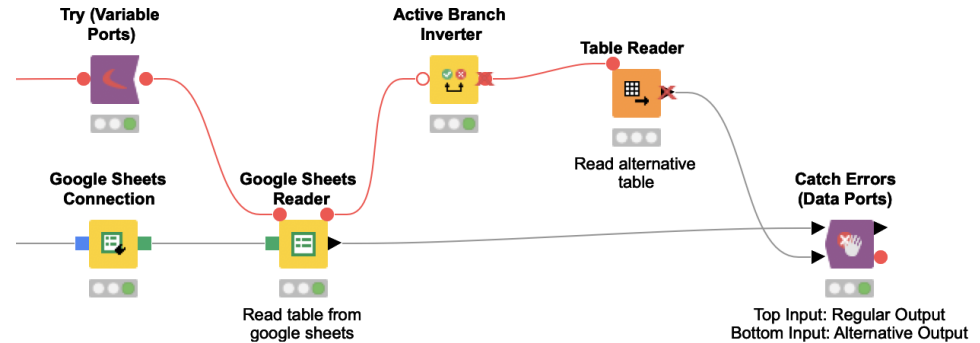 Try (Variable
Ports)
Active Branch
Inverter
Table Reader
Read alternative
table
Google Sheets
Connection
Google Sheets
Reader
Read table from
google sheets
Catch Errors
(Data Ports)
Top Input: Regular Output
Bottom Input: Alternative Output